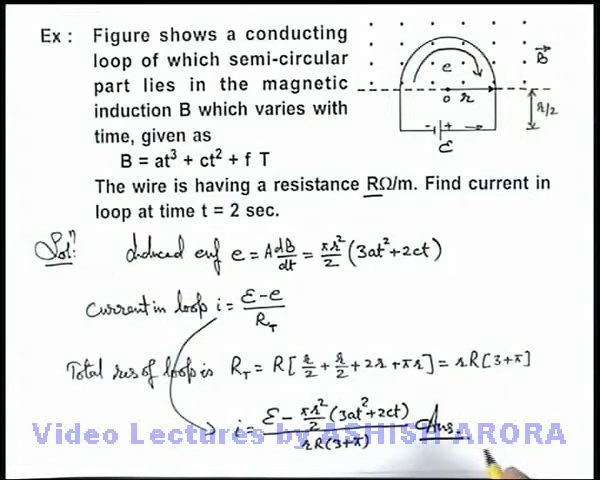 Ex : Figure shows a conducting
loop of which semi-circular
part lies in the magnetic
induction B which varies with
time, given as
B = at³ + ct² + f T
The wire is having a resistance RΩ/m. Find current in
loop at time t = 2 sec.
e
B⃗
o r
r/2
- +
ε
Solⁿ. Induced emf e = A dB/dt = πr²/2 (3at² + 2ct)
Current in loop i = ε - e / R_T
Total res of loop is R_T = R[r/2 + r/2 + 2r + πr] = rR[3+π]
i = ε - πr²/2 (3at² + 2ct) / rR(3+π) Ans.
Video Lectures by ASHISH ARORA